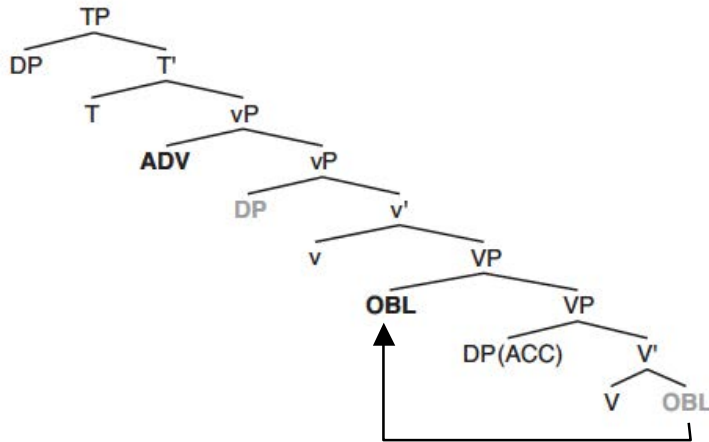 TP
DP T'
T vP
ADV vP
DP v'
v VP
OBL VP
DP(ACC) V'
V OBL